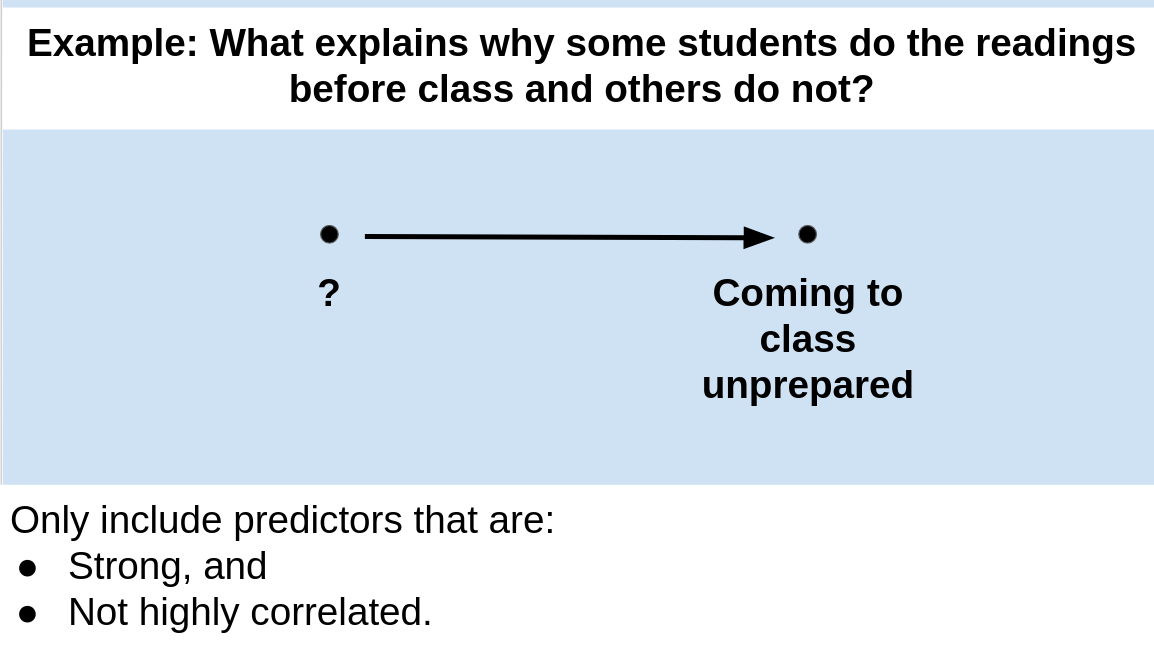 Example: What explains why some students do the readings
before class and others do not?
?
Coming to
class
unprepared
Only include predictors that are:
● Strong, and
● Not highly correlated.